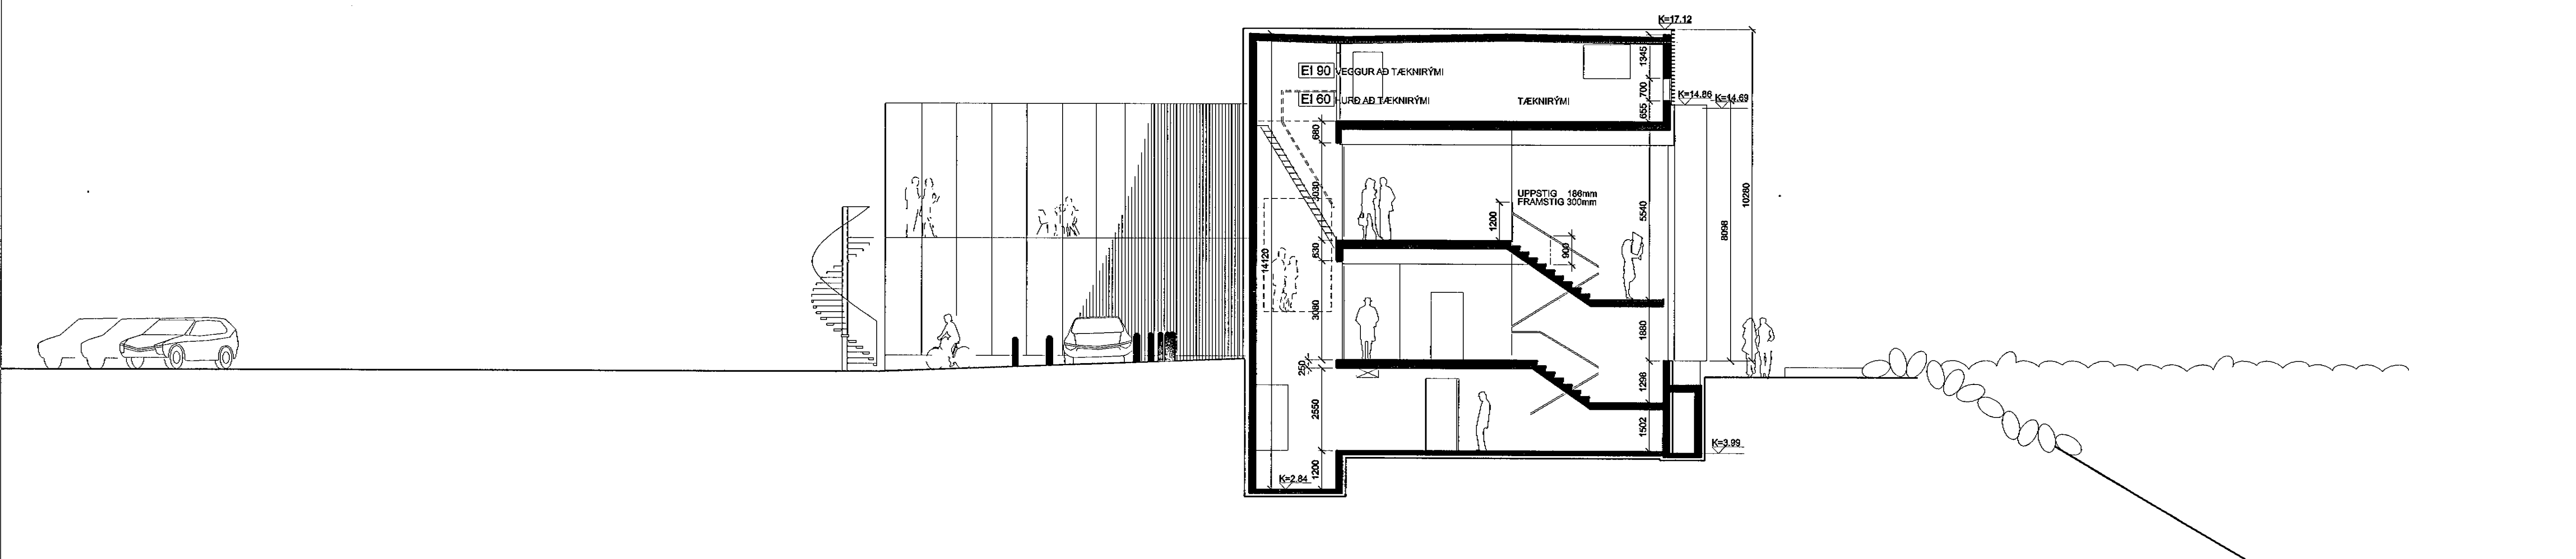 K=17.12
1345
EI 90 VEGGUR AÐ TÆKNIRÝMI
700
EI 60 HURÐ AÐ TÆKNIRÝMI
TÆKNIRÝMI
K=14.86
K=14.69
655
680
3030
UPPSTIG 186mm
FRAMSTIG 300mm
1200
5540
10280
8098
900
630
14120
3080
1880
250
1298
2550
1502
K=3.99
1200
K=2.84